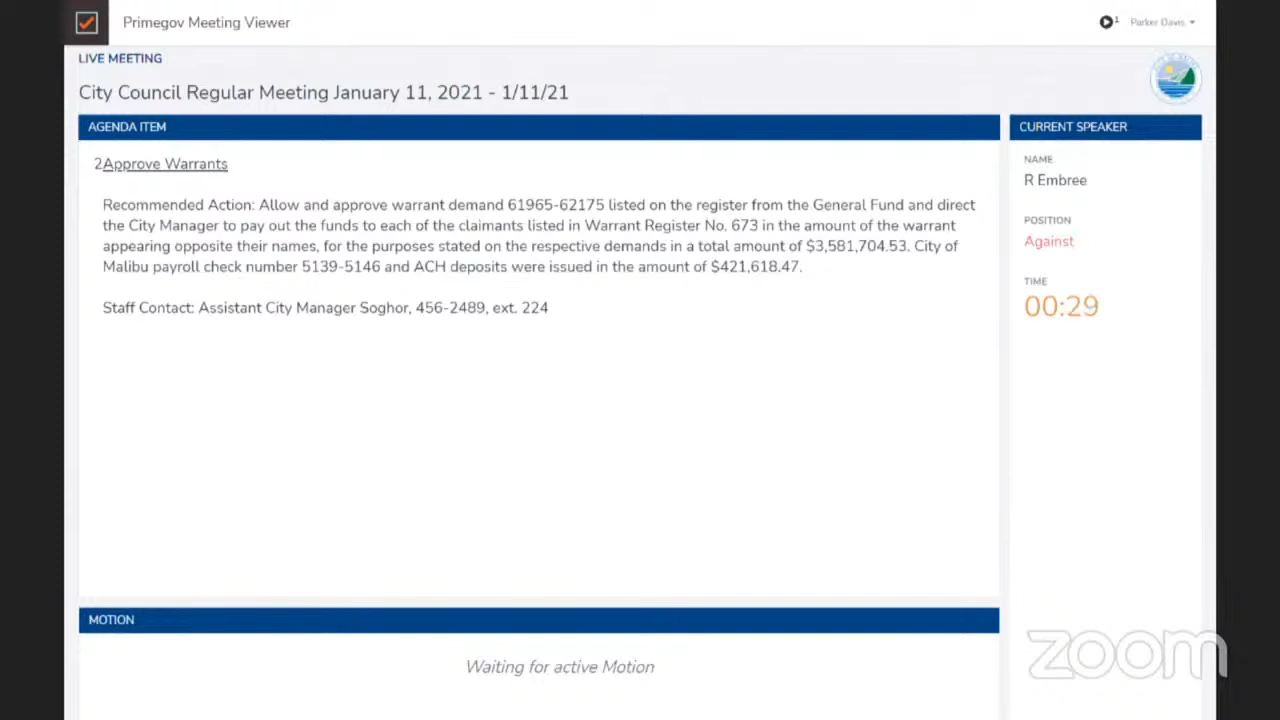 Primegov Meeting Viewer
1 Parker Davis
LIVE MEETING
City Council Regular Meeting January 11, 2021 - 1/11/21
AGENDA ITEM
2Approve Warrants
Recommended Action: Allow and approve warrant demand 61965-62175 listed on the register from the General Fund and direct
the City Manager to pay out the funds to each of the claimants listed in Warrant Register No. 673 in the amount of the warrant
appearing opposite their names, for the purposes stated on the respective demands in a total amount of $3,581,704.53. City of
Malibu payroll check number 5139-5146 and ACH deposits were issued in the amount of $421,618.47.
Staff Contact: Assistant City Manager Soghor, 456-2489, ext. 224
CURRENT SPEAKER
NAME
R Embree
POSITION
Against
TIME
00:29
MOTION
Waiting for active Motion
zoom